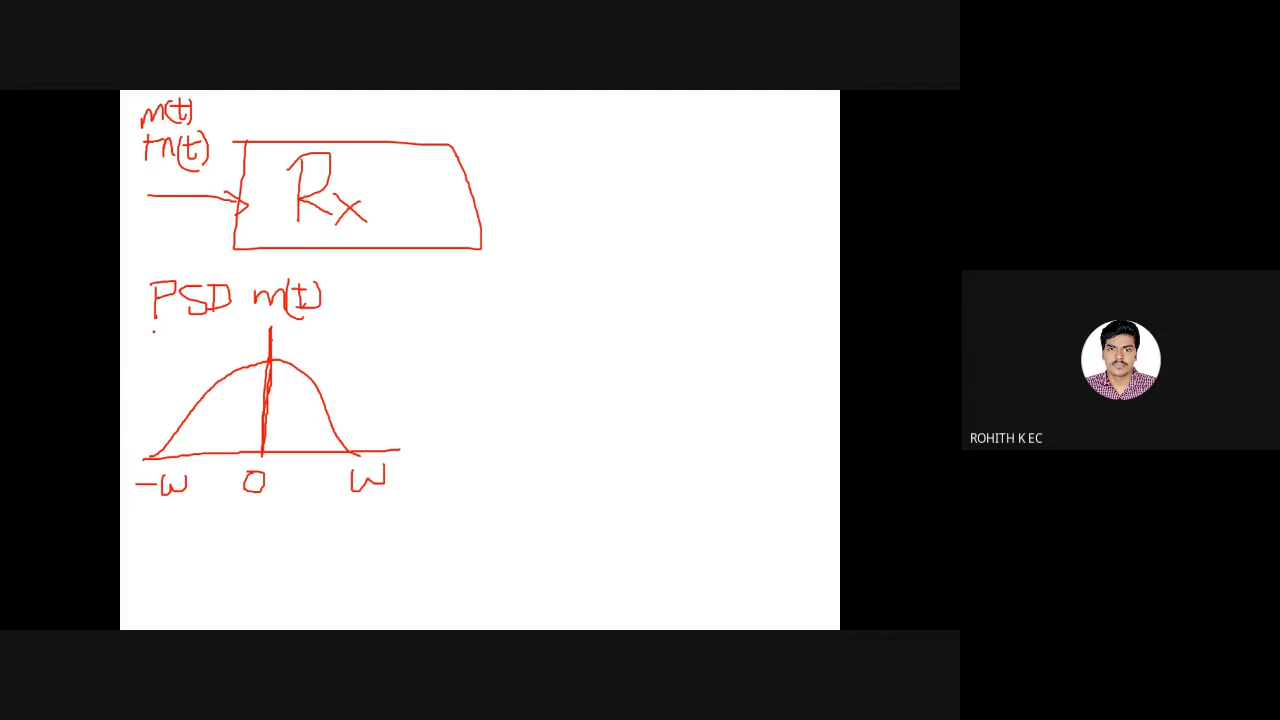 m(t)
+n(t)
Rx
PSD m(t)
-W 0 W
ROHITH K EC